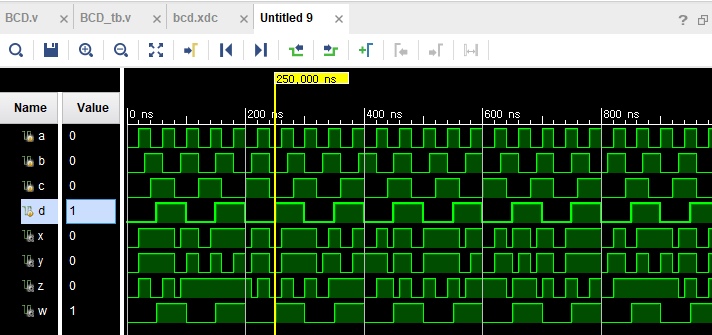 BCD.v BCD_tb.v bcd.xdc Untitled 9
250,000 ns
Name Value 0 ns 200 ns 400 ns 600 ns 800 ns
a 0
b 0
c 0
d 1
x 0
y 0
z 0
w 1